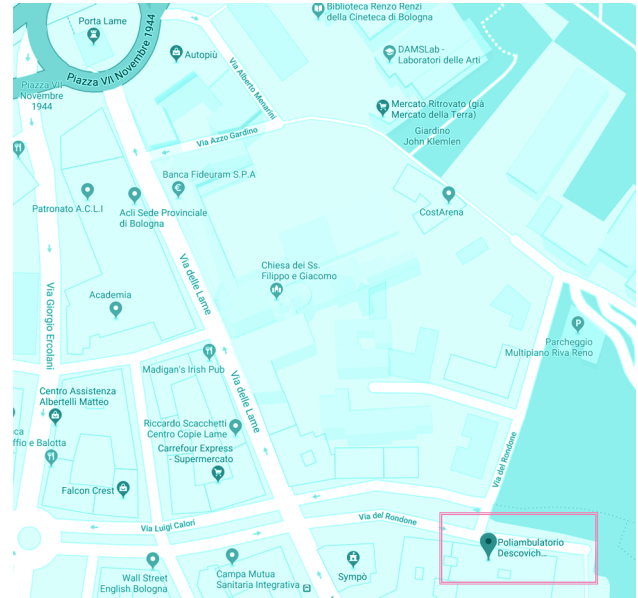 Porta Lame
Piazza VII Novembre 1944
Piazza VII
Novembre
1944
Autopiù
Biblioteca Renzo Renzi
della Cineteca di Bologna
DAMSLab -
Laboratori delle Arti
Via Alberto Menarini
Mercato Ritrovato (già
Mercato della Terra)
Giardino
John Klemlen
Via Azzo Gardino
Banca Fideuram S.P.A
Patronato A.C.L.I
Acli Sede Provinciale
di Bologna
CostArena
Via delle Lame
Chiesa dei Ss.
Filippo e Giacomo
Via Giorgio Ercolani
Academia
P
Parcheggio
Multipiano Riva Reno
Madigan's Irish Pub
Via delle Lame
Centro Assistenza
Albertelli Matteo
Riccardo Scacchetti
Centro Copie Lame
ca
ffio e Balotta
Carrefour Express
- Supermercato
Via del Rondone
Falcon Crest
Via Luigi Calori
Via del Rondone
Poliambulatorio
Descovich...
Wall Street
English Bologna
Campa Mutua
Sanitaria Integrativa
Sympò